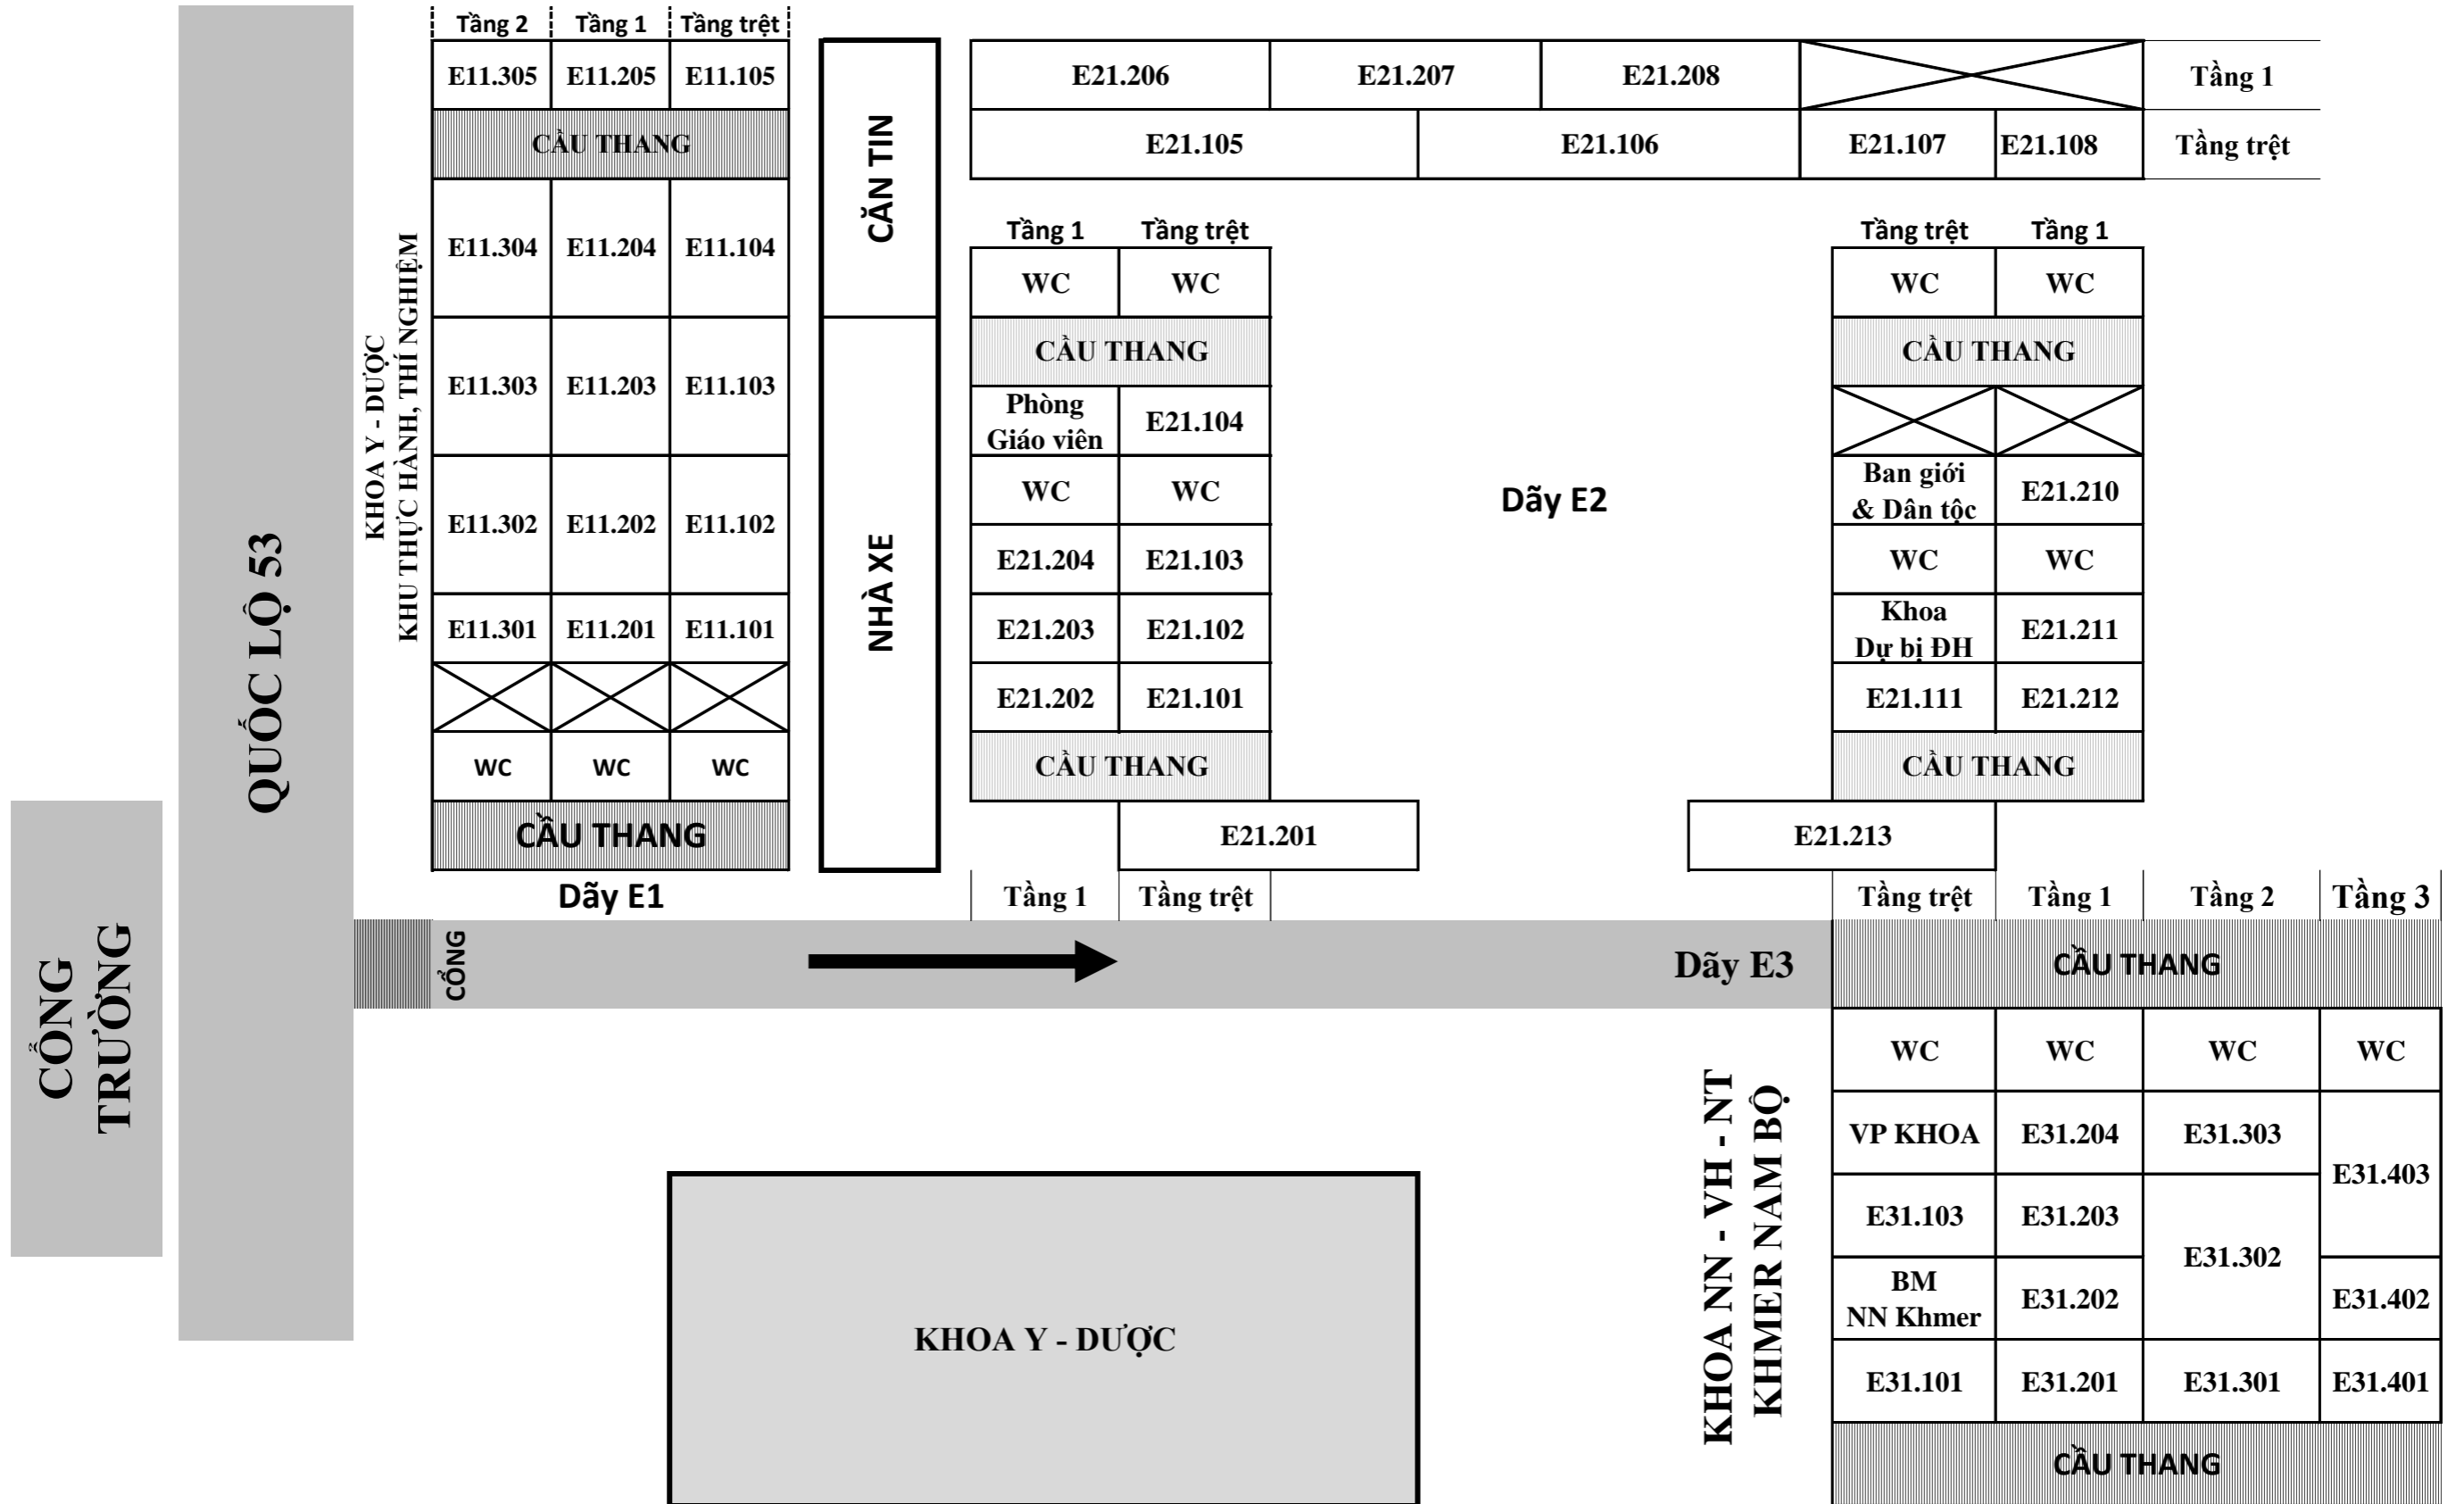 Tầng 2 Tầng 1 Tầng trệt
E11.305 E11.205 E11.105
CẦU THANG
E11.304 E11.204 E11.104
E11.303 E11.203 E11.103
E11.302 E11.202 E11.102
E11.301 E11.201 E11.101
WC WC WC
CẦU THANG
Dãy E1
KHOA Y - DƯỢC
KHU THỰC HÀNH, THÍ NGHIỆM
QUỐC LỘ 53
CỔNG
TRƯỜNG
CĂN TIN
NHÀ XE
E21.206 E21.207 E21.208 Tầng 1
E21.105 E21.106 E21.107 E21.108 Tầng trệt
Tầng 1 Tầng trệt
WC WC
CẦU THANG
Phòng
Giáo viên
E21.104
WC WC
E21.204 E21.103
E21.203 E21.102
E21.202 E21.101
CẦU THANG
E21.201
Tầng 1 Tầng trệt
Dãy E2
Tầng trệt Tầng 1
WC WC
CẦU THANG
Ban giới
& Dân tộc
E21.210
WC WC
Khoa
Dự bị ĐH
E21.211
E21.111 E21.212
CẦU THANG
E21.213
Tầng trệt Tầng 1 Tầng 2 Tầng 3
CỔNG
Dãy E3
CẦU THANG
WC WC WC WC
VP KHOA E31.204 E31.303
E31.403
E31.103 E31.203
E31.302
BM
NN Khmer
E31.202 E31.402
E31.101 E31.201 E31.301 E31.401
CẦU THANG
KHOA NN - VH - NT
KHMER NAM BỘ
KHOA Y - DƯỢC